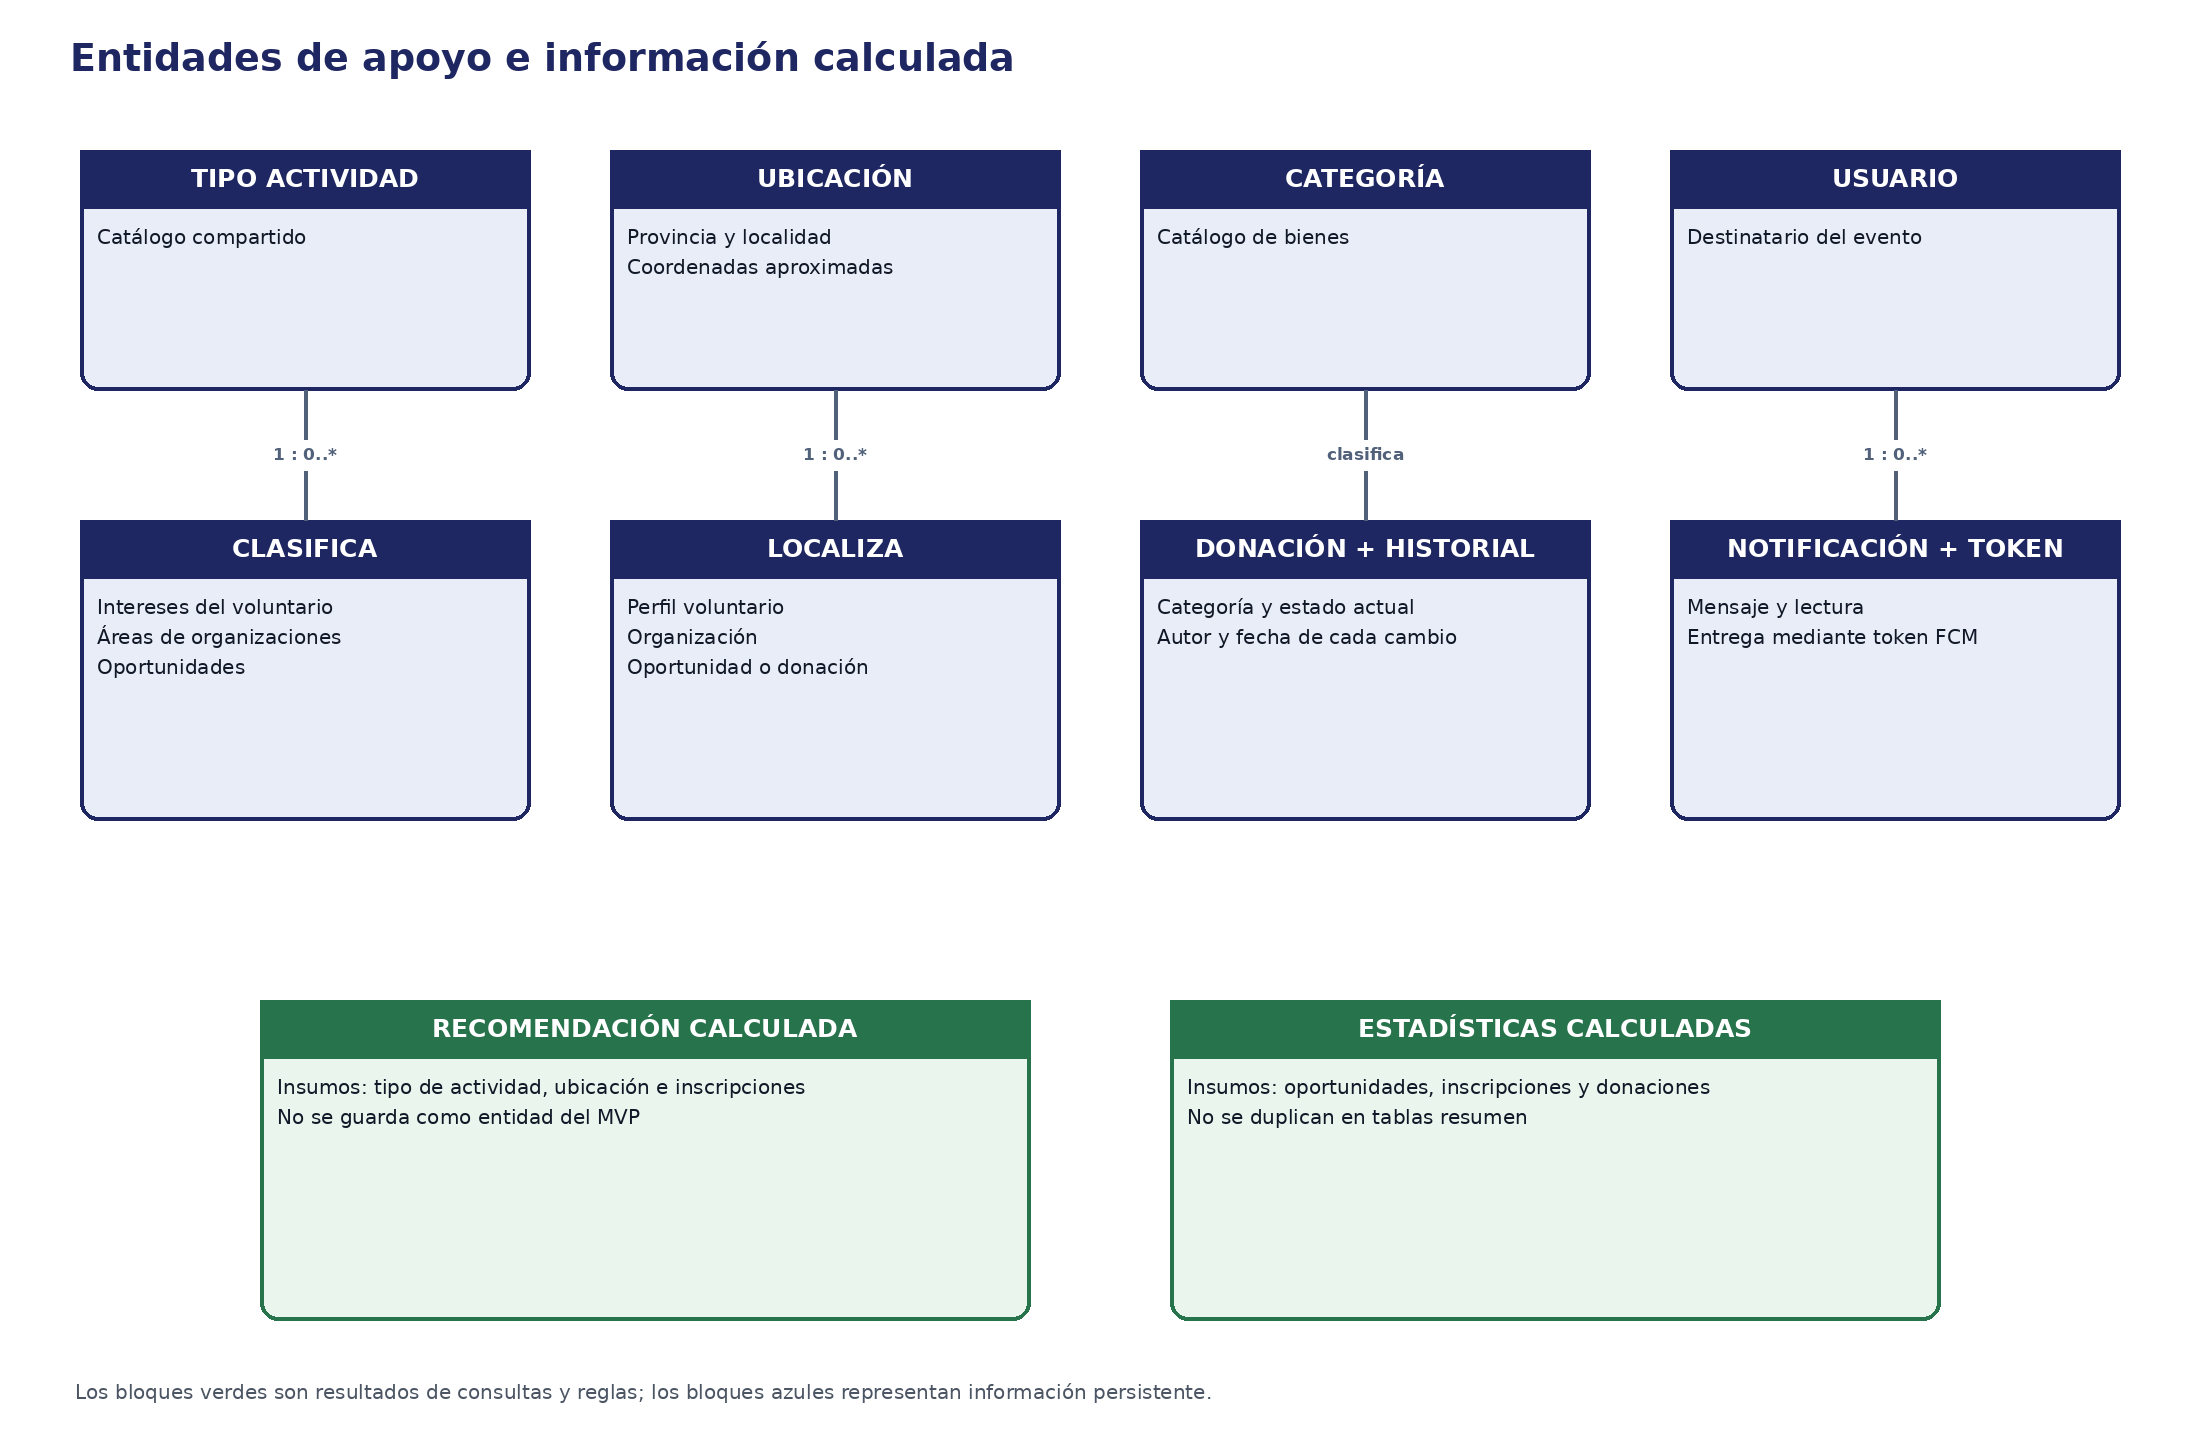 Entidades de apoyo e información calculada
TIPO ACTIVIDAD
Catálogo compartido
UBICACIÓN
Provincia y localidad
Coordenadas aproximadas
CATEGORÍA
Catálogo de bienes
USUARIO
Destinatario del evento
1 : 0..*
1 : 0..*
clasifica
1 : 0..*
CLASIFICA
Intereses del voluntario
Áreas de organizaciones
Oportunidades
LOCALIZA
Perfil voluntario
Organización
Oportunidad o donación
DONACIÓN + HISTORIAL
Categoría y estado actual
Autor y fecha de cada cambio
NOTIFICACIÓN + TOKEN
Mensaje y lectura
Entrega mediante token FCM
RECOMENDACIÓN CALCULADA
Insumos: tipo de actividad, ubicación e inscripciones
No se guarda como entidad del MVP
ESTADÍSTICAS CALCULADAS
Insumos: oportunidades, inscripciones y donaciones
No se duplican en tablas resumen
Los bloques verdes son resultados de consultas y reglas; los bloques azules representan información persistente.